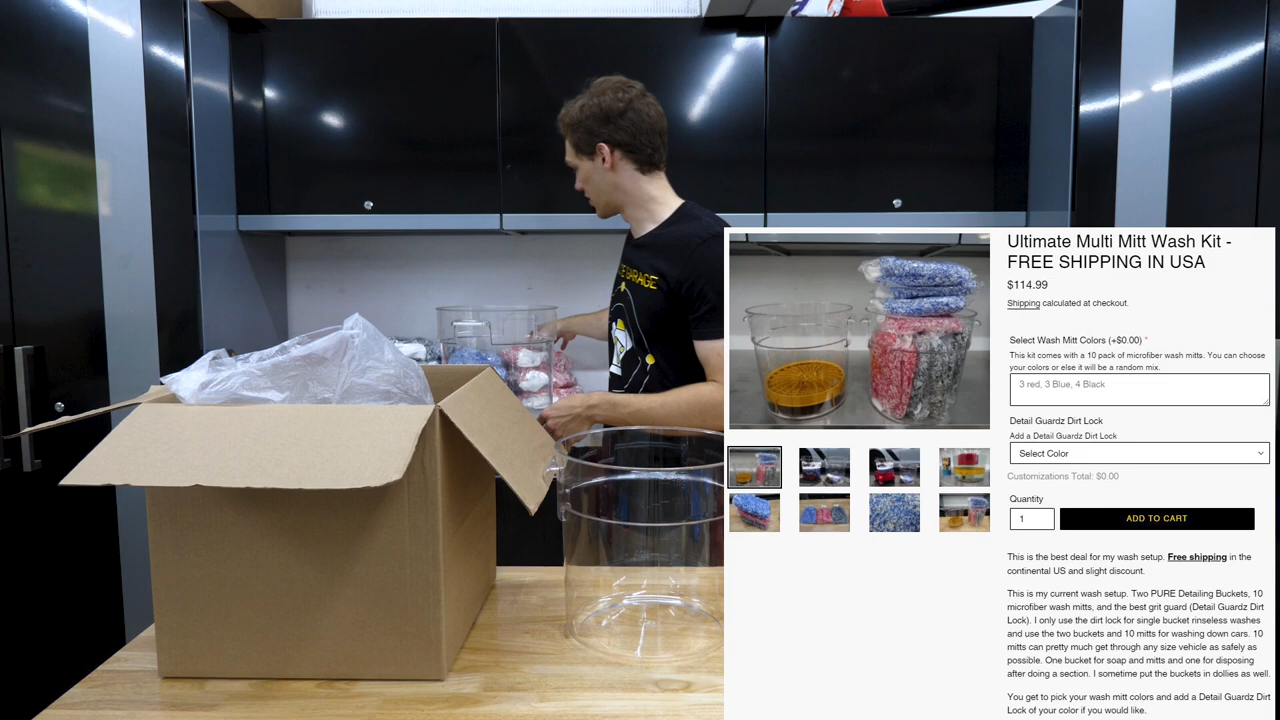 GARAGE
Ultimate Multi Mitt Wash Kit -
FREE SHIPPING IN USA
$114.99
Shipping calculated at checkout.
Select Wash Mitt Colors (+$0.00) *
This kit comes with a 10 pack of microfiber wash mitts. You can choose
your colors or else it will be a random mix.
3 red, 3 Blue, 4 Black
Detail Guardz Dirt Lock
Add a Detail Guardz Dirt Lock
Select Color
Customizations Total: $0.00
Quantity
1
ADD TO CART
This is the best deal for my wash setup. Free shipping in the
continental US and slight discount.
This is my current wash setup. Two PURE Detailing Buckets, 10
microfiber wash mitts, and the best grit guard (Detail Guardz Dirt
Lock). I only use the dirt lock for single bucket rinseless washes
and use the two buckets and 10 mitts for washing down cars. 10
mitts can pretty much get through any size vehicle as safely as
possible. One bucket for soap and mitts and one for disposing
after doing a section. I sometime put the buckets in dollies as well.
You get to pick your wash mitt colors and add a Detail Guardz Dirt
Lock of your color if you would like.